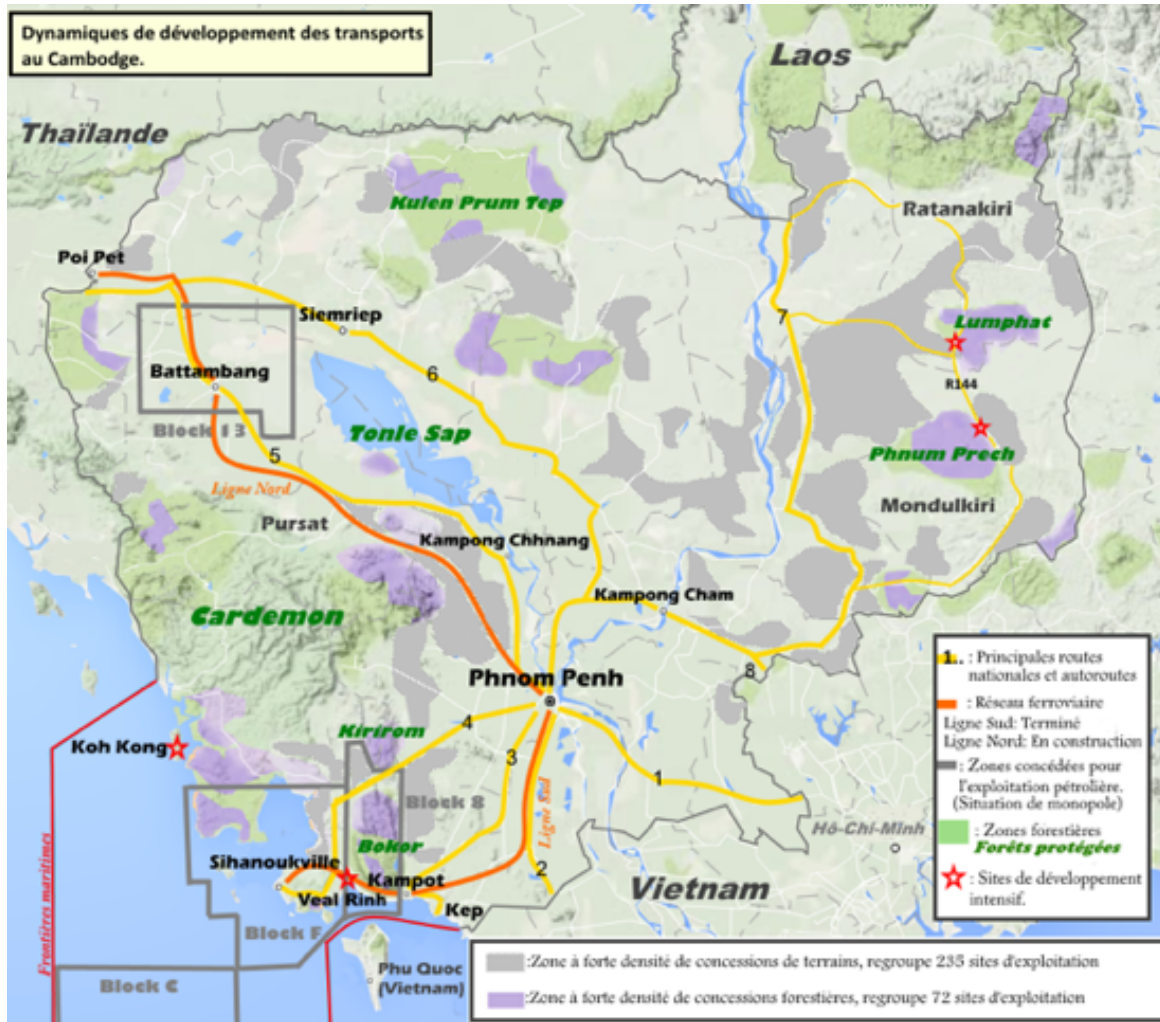 Dynamiques de développement des transports
au Cambodge.
Laos
Thaïlande
Kulen Prum Tep
Ratanakiri
Poi Pet
Siemriep
7
Lumphat
6
Battambang
R144
Block 13
Tonle Sap
5
Phnum Prech
Ligne Nord
Mondulkiri
Pursat
Kampong Chhnang
Kampong Cham
Cardemon
8
Phnom Penh
4
Kirirom
3
Koh Kong
1
Block 8
Ligne Sud
Hô-Chi-Minh
Bokor
Sihanoukville
Kampot
2
Veal Rinh
Vietnam
Kep
Block F
Frontières maritimes
Phu Quoc
(Vietnam)
Block C
1.. : Principales routes
nationales et autoroutes
: Réseau ferroviaire
Ligne Sud: Terminé
Ligne Nord: En construction
: Zones concédées pour
l'exploitation pétrolière.
(Situation de monopole)
: Zones forestières
Forêts protégées
: Sites de développement
intensif.
:Zone à forte densité de concessions de terrains, regroupe 235 sites d'exploitation
:Zone à forte densité de concessions forestières, regroupe 72 sites d'exploitation